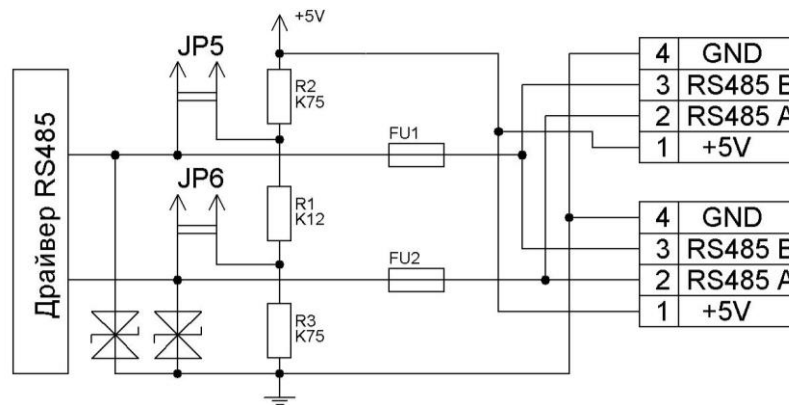 +5V
JP5
R2
K75
FU1
JP6
R1
K12
FU2
R3
K75
Драйвер RS485
4 GND
3 RS485 B
2 RS485 A
1 +5V
4 GND
3 RS485 B
2 RS485 A
1 +5V